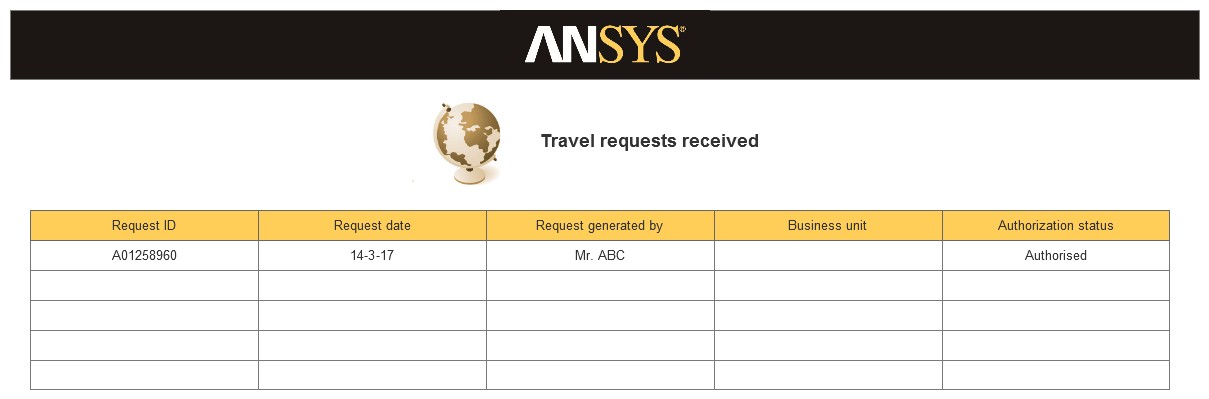 ANSYS®
Travel requests received
Request ID Request date Request generated by Business unit Authorization status
A01258960 14-3-17 Mr. ABC Authorised